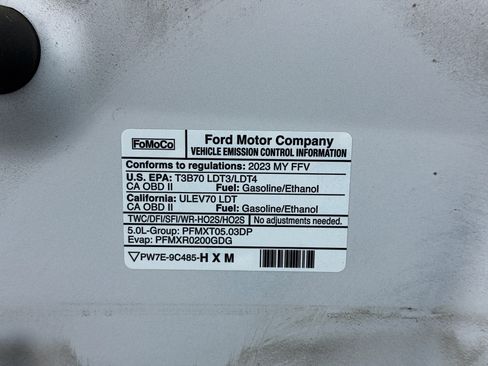 FoMoCo
Ford Motor Company
VEHICLE EMISSION CONTROL INFORMATION
Conforms to regulations: 2023 MY FFV
U.S. EPA: T3B70 LDT3/LDT4
CA OBD II Fuel: Gasoline/Ethanol
California: ULEV70 LDT
CA OBD II Fuel: Gasoline/Ethanol
TWC/DFI/SFI/WR-HO2S/HO2S No adjustments needed.
5.0L-Group: PFMXT05.03DP
Evap: PFMXR0200GDG
PW7E-9C485-H X M